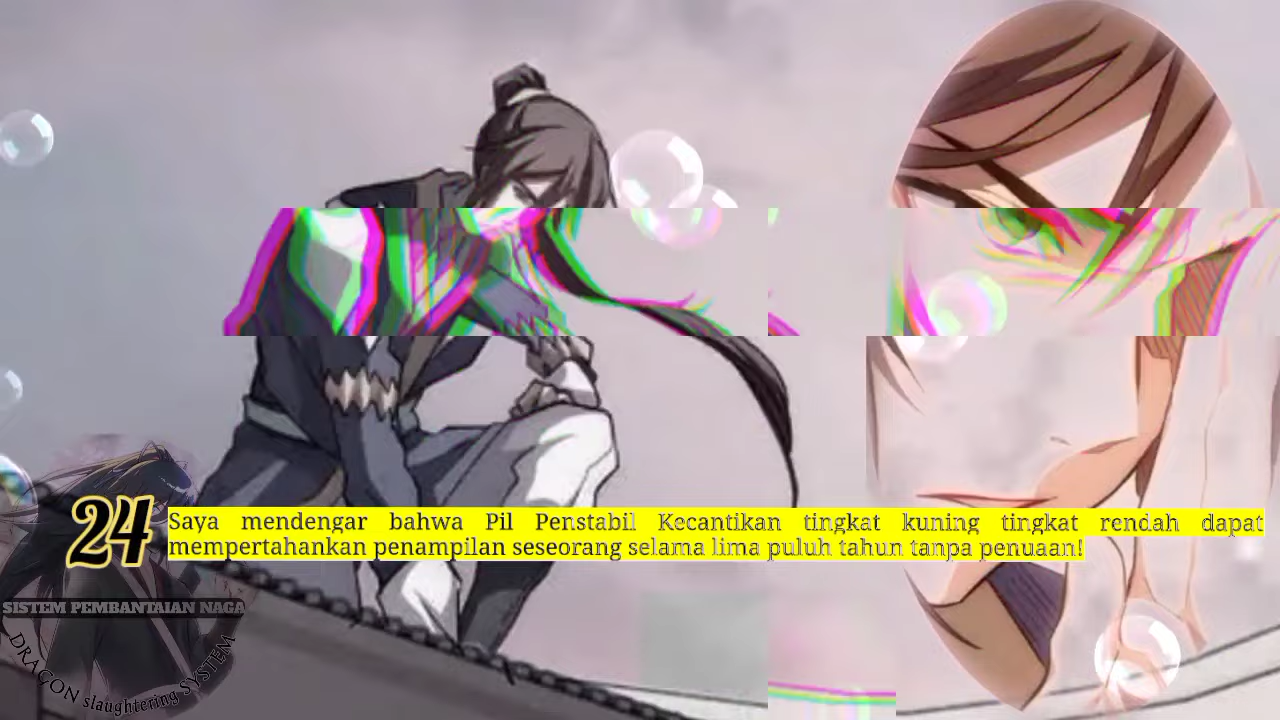 24
Saya mendengar bahwa Pil Penstabil Kecantikan tingkat kuning tingkat rendah dapat
mempertahankan penampilan seseorang selama lima puluh tahun tanpa penuaan!
SISTEM PEMBANTAIAN NAGA
DRAGON slaughtering SYSTEM